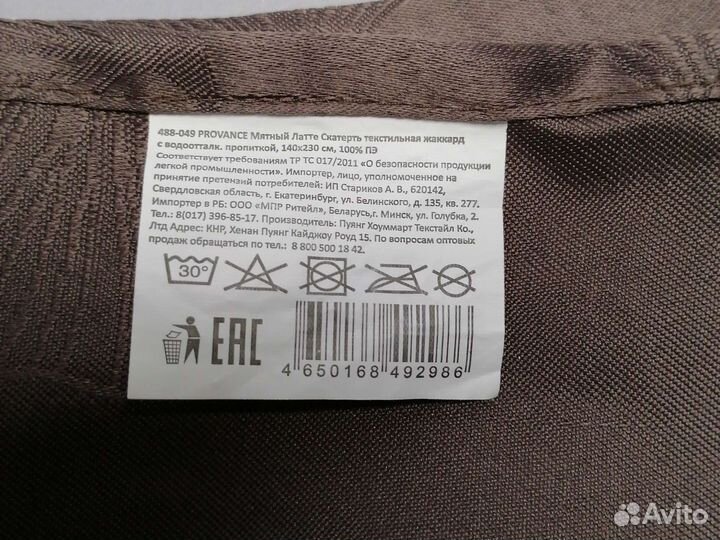 488-049 PROVANCE Мятный Латте Скатерть текстильная жаккард
с водоотталк. пропиткой, 140x230 см, 100% ПЭ
Соответствует требованиям ТР ТС 017/2011 «О безопасности продукции
легкой промышленности». Импортер, лицо, уполномоченное на
принятие претензий потребителей: ИП Стариков А. В., 620142,
Свердловская область, г. Екатеринбург, ул. Белинского, д. 135, кв. 277.
Импортер в РБ: ООО «МПР Ритейл», Беларусь,г. Минск, ул. Голубка, 2.
Тел.: 8(017) 396-85-17. Производитель: Пуянг Хоуммарт Текстайл Ко.,
Лтд Адрес: КНР, Хенан Пуянг Кайджоу Роуд 15. По вопросам оптовых
продаж обращаться по тел.: 8 800 500 18 42.
30°
EAC
4 650168 492986
Avito